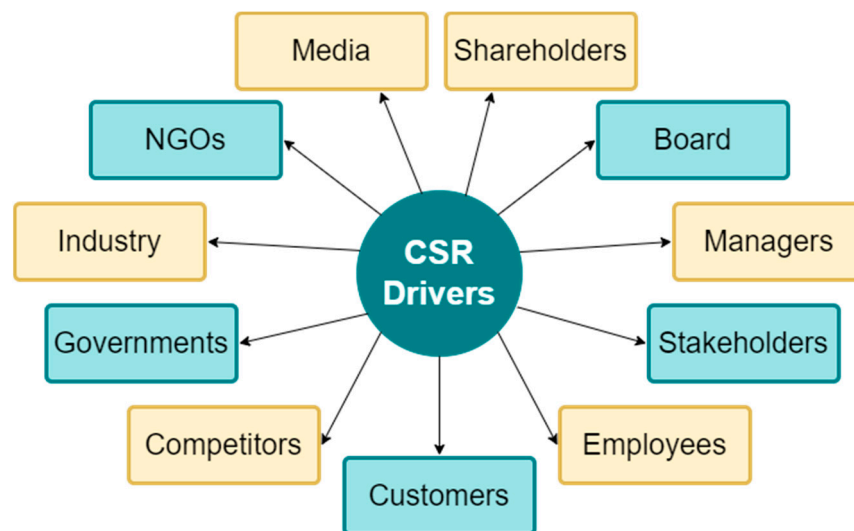 Media
Shareholders
NGOs
Board
Industry
CSR
Drivers
Managers
Governments
Stakeholders
Competitors
Employees
Customers